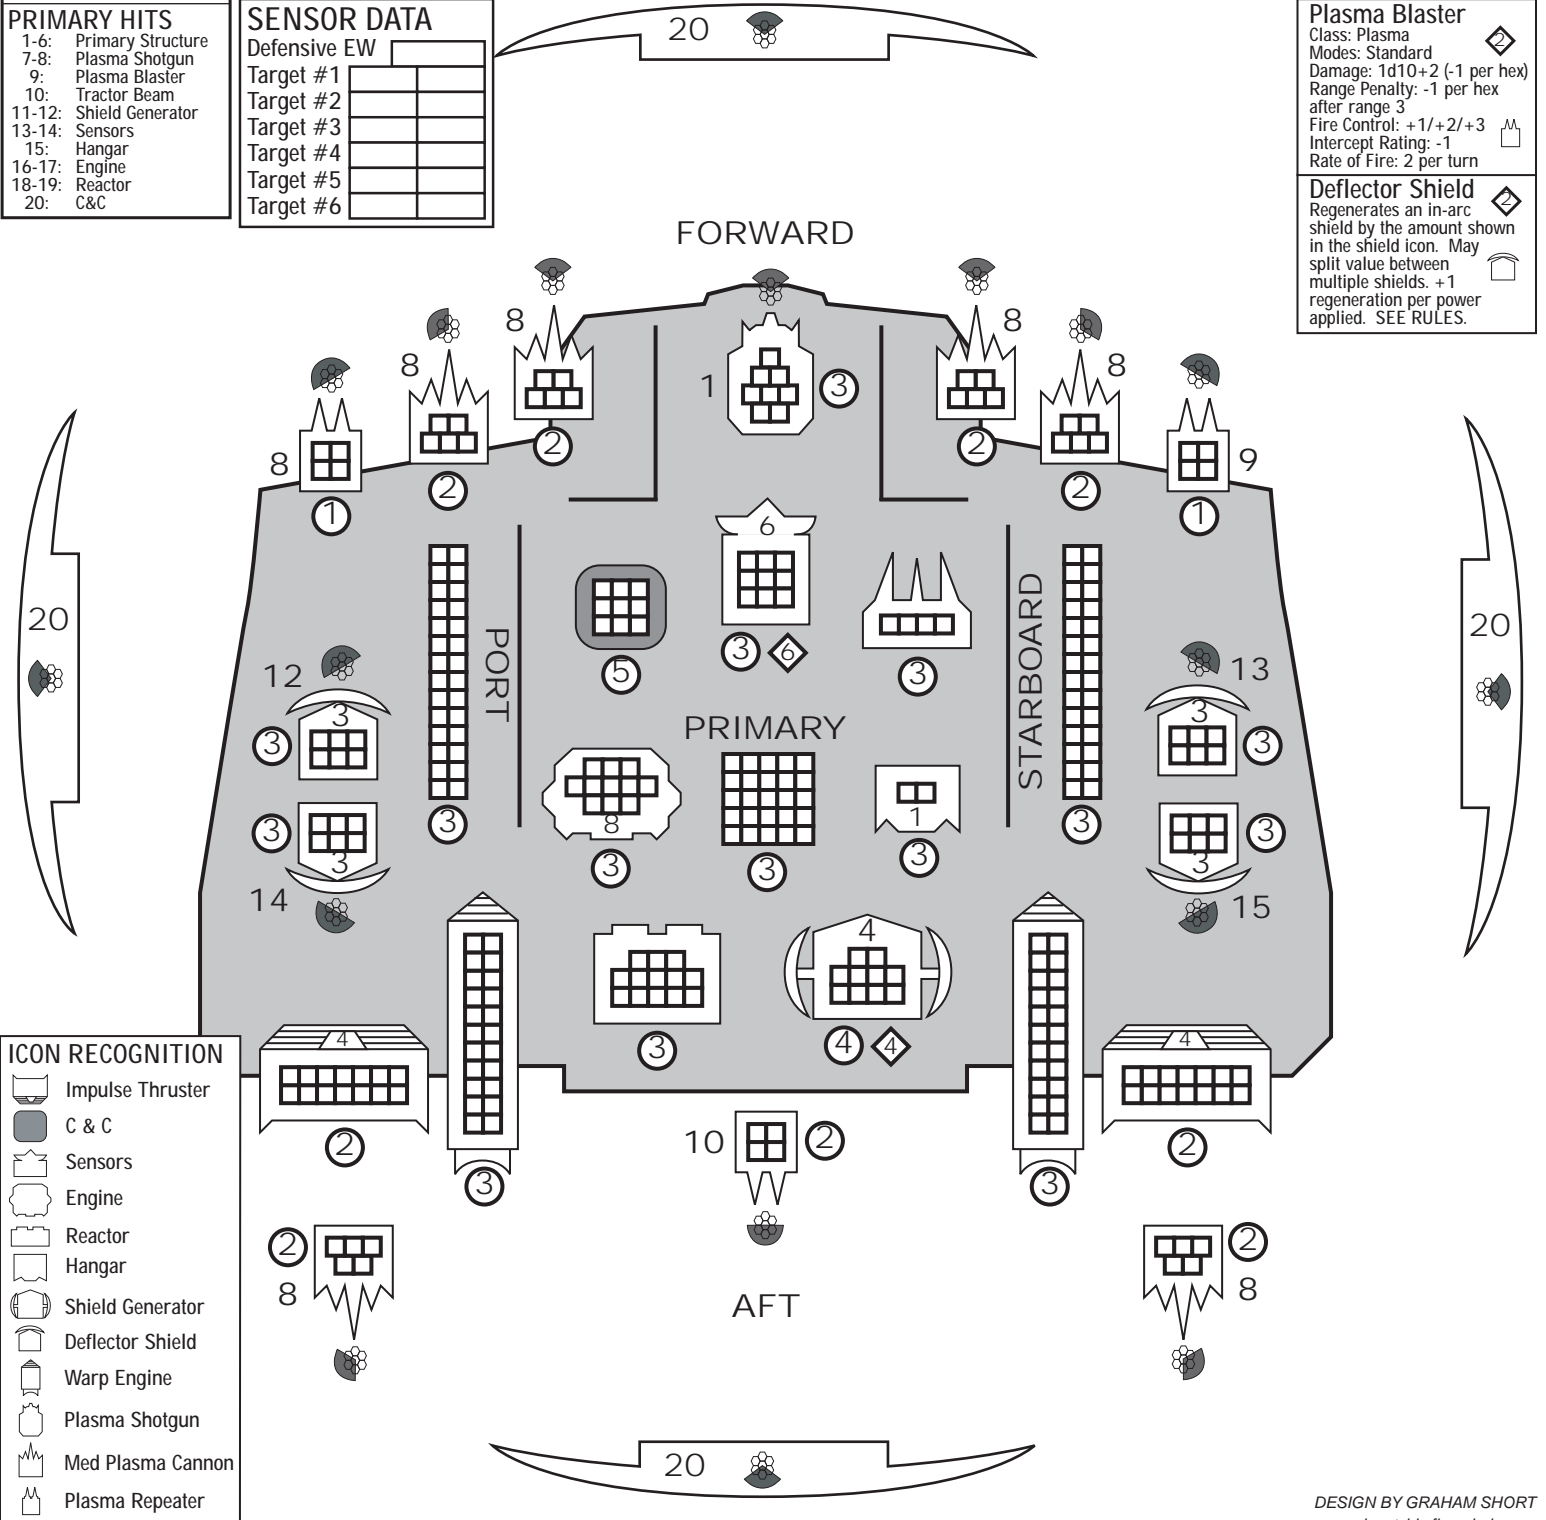 PRIMARY HITS
1-6: Primary Structure
7-8: Plasma Shotgun
9: Plasma Blaster
10: Tractor Beam
11-12: Shield Generator
13-14: Sensors
15: Hangar
16-17: Engine
18-19: Reactor
20: C&C
SENSOR DATA
Defensive EW
Target #1
Target #2
Target #3
Target #4
Target #5
Target #6
20
Plasma Blaster
2
Class: Plasma
Modes: Standard
Damage: 1d10+2 (-1 per hex)
Range Penalty: -1 per hex
after range 3
Fire Control: +1/+2/+3
Intercept Rating: -1
Rate of Fire: 2 per turn
Deflector Shield
2
Regenerates an in-arc
shield by the amount shown
in the shield icon. May
split value between
multiple shields. +1
regeneration per power
applied. SEE RULES.
FORWARD
8 8
8 1 3 8
8 2 2 9
1 2 2 1
6
20 PORT 5 3 6 3 STARBOARD 20
12 13
3 3 PRIMARY 3 3
3 3 3 8 3 1 3 3 3 3
14 15
4 4
3 4 4
4 3 3 4
2 10 2 2
2 8 AFT 2 8
ICON RECOGNITION
Impulse Thruster
C & C
Sensors
Engine
Reactor
Hangar
Shield Generator
Deflector Shield
Warp Engine
Plasma Shotgun
Med Plasma Cannon
Plasma Repeater
20
DESIGN BY GRAHAM SHORT